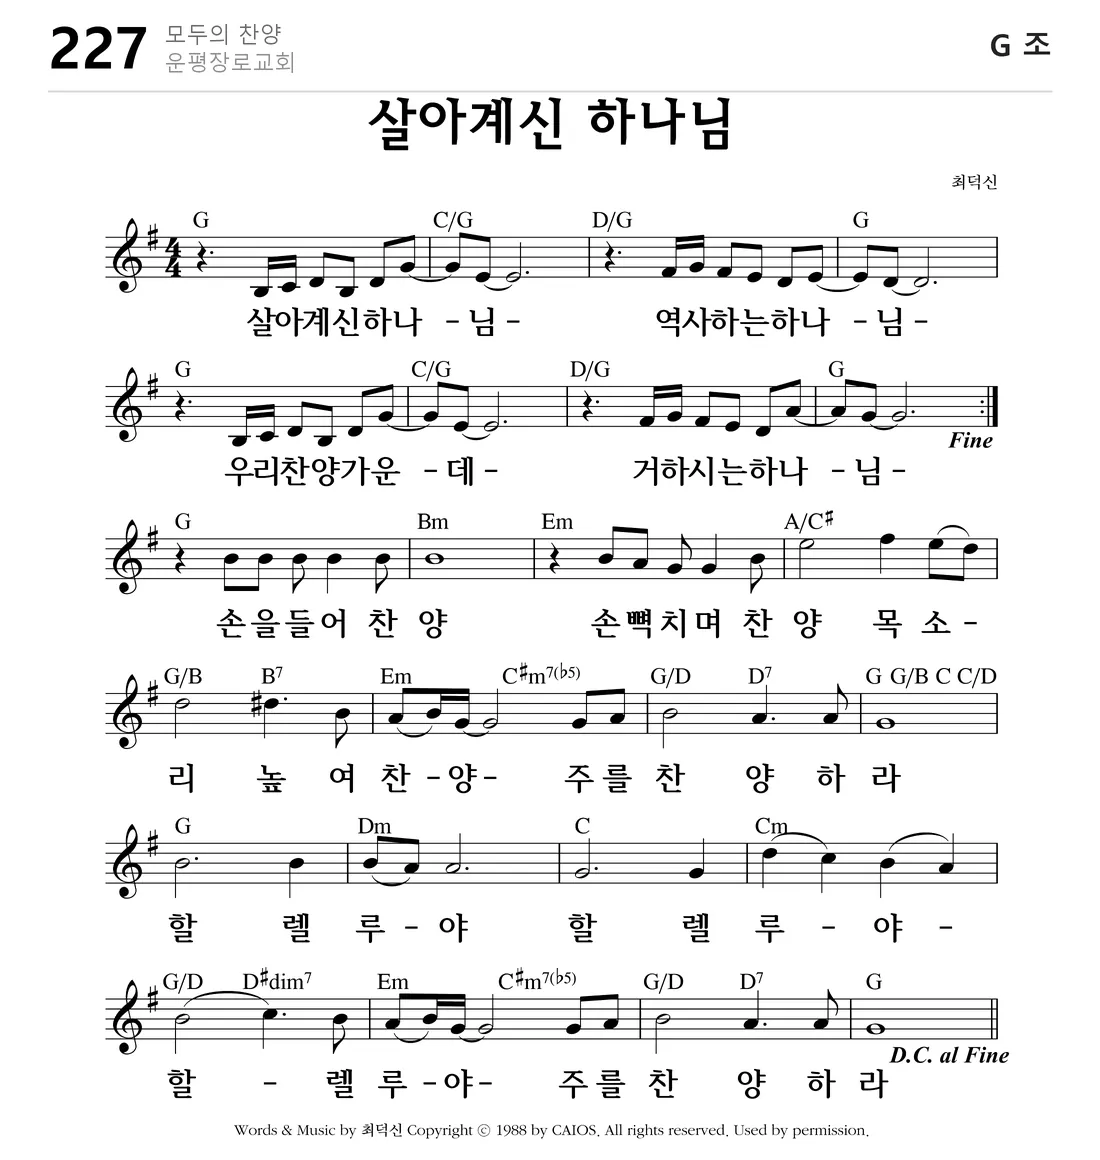 227 모두의 찬양 G 조
운평장로교회
살아계신 하나님
최덕신
G C/G D/G G
4
4
살아계신하나 - 님 - 역사하는하나 - 님 -
G C/G D/G G
Fine
우리찬양가운 - 데 - 거하시는하나 - 님 -
G Bm Em A/C♯
손을들어 찬 양 손뼉치며 찬 양 목 소 -
G/B B7 Em C♯m7(♭5) G/D D7 G G/B C C/D
리 높 여 찬 - 양 - 주 를 찬 양 하 라
G Dm C Cm
할 렐 루 - 야 할 렐 루 - 야 -
G/D D♯dim7 Em C♯m7(♭5) G/D D7 G
D.C. al Fine
할 - 렐 루 - 야 - 주 를 찬 양 하 라
Words & Music by 최덕신 Copyright ⓒ 1988 by CAIOS. All rights reserved. Used by permission.